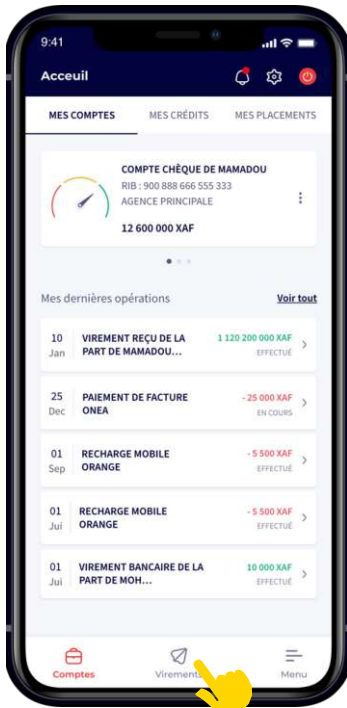 9:41
Acceuil
MES COMPTES MES CRÉDITS MES PLACEMENTS
COMPTE CHÈQUE DE MAMADOU
RIB : 900 888 666 555 333
AGENCE PRINCIPALE
12 600 000 XAF
Mes dernières opérations Voir tout
10 VIREMENT REÇU DE LA 1 120 200 000 XAF
Jan PART DE MAMADOU... EFFECTUÉ
25 PAIEMENT DE FACTURE - 25 000 XAF
Dec ONEA EN COURS
01 RECHARGE MOBILE - 5 500 XAF
Sep ORANGE EFFECTUÉ
01 RECHARGE MOBILE - 5 500 XAF
Jui ORANGE EFFECTUÉ
01 VIREMENT BANCAIRE DE LA 10 000 XAF
Jui PART DE MOH... EFFECTUÉ
Comptes Virements Menu